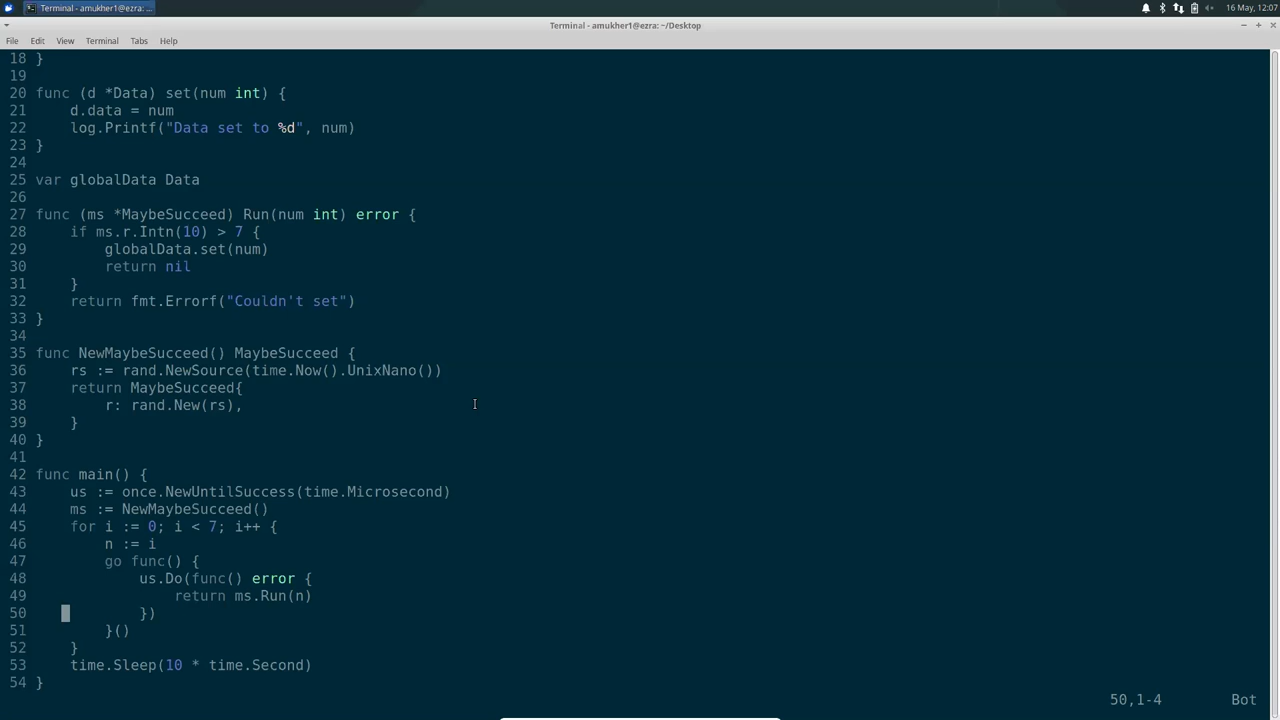 Terminal - amukher1@ezra: ...
16 May, 12:07
Terminal - amukher1@ezra: ~/Desktop
File Edit View Terminal Tabs Help
18 }
19
20 func (d *Data) set(num int) {
21     d.data = num
22     log.Printf("Data set to %d", num)
23 }
24
25 var globalData Data
26
27 func (ms *MaybeSucceed) Run(num int) error {
28     if ms.r.Intn(10) > 7 {
29         globalData.set(num)
30         return nil
31     }
32     return fmt.Errorf("Couldn't set")
33 }
34
35 func NewMaybeSucceed() MaybeSucceed {
36     rs := rand.NewSource(time.Now().UnixNano())
37     return MaybeSucceed{
38         r: rand.New(rs),
39     }
40 }
41
42 func main() {
43     us := once.NewUntilSuccess(time.Microsecond)
44     ms := NewMaybeSucceed()
45     for i := 0; i < 7; i++ {
46         n := i
47         go func() {
48             us.Do(func() error {
49                 return ms.Run(n)
50             })
51         }()
52     }
53     time.Sleep(10 * time.Second)
54 }
50,1-4 Bot